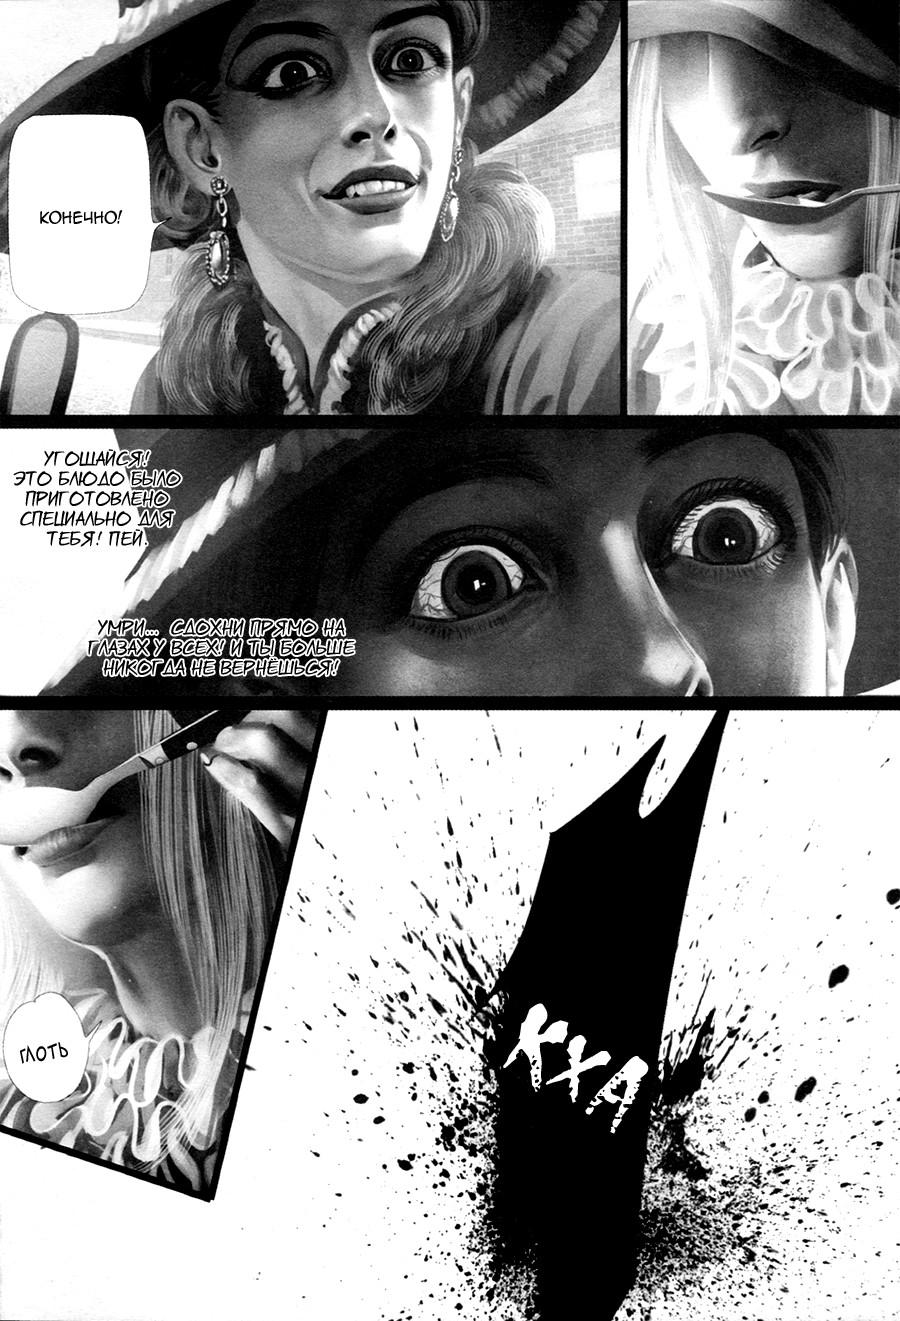 КОНЕЧНО!
УГОЩАЙСЯ!
ЭТО БЛЮДО БЫЛО
ПРИГОТОВЛЕНО
СПЕЦИАЛЬНО ДЛЯ
ТЕБЯ! ПЕЙ.
УМРИ... СДОХНИ ПРЯМО НА
ГЛАЗАХ У ВСЕХ! И ТЫ БОЛЬШЕ
НИКОГДА НЕ ВЕРНЁШЬСЯ!
ГЛОТЬ
КХА